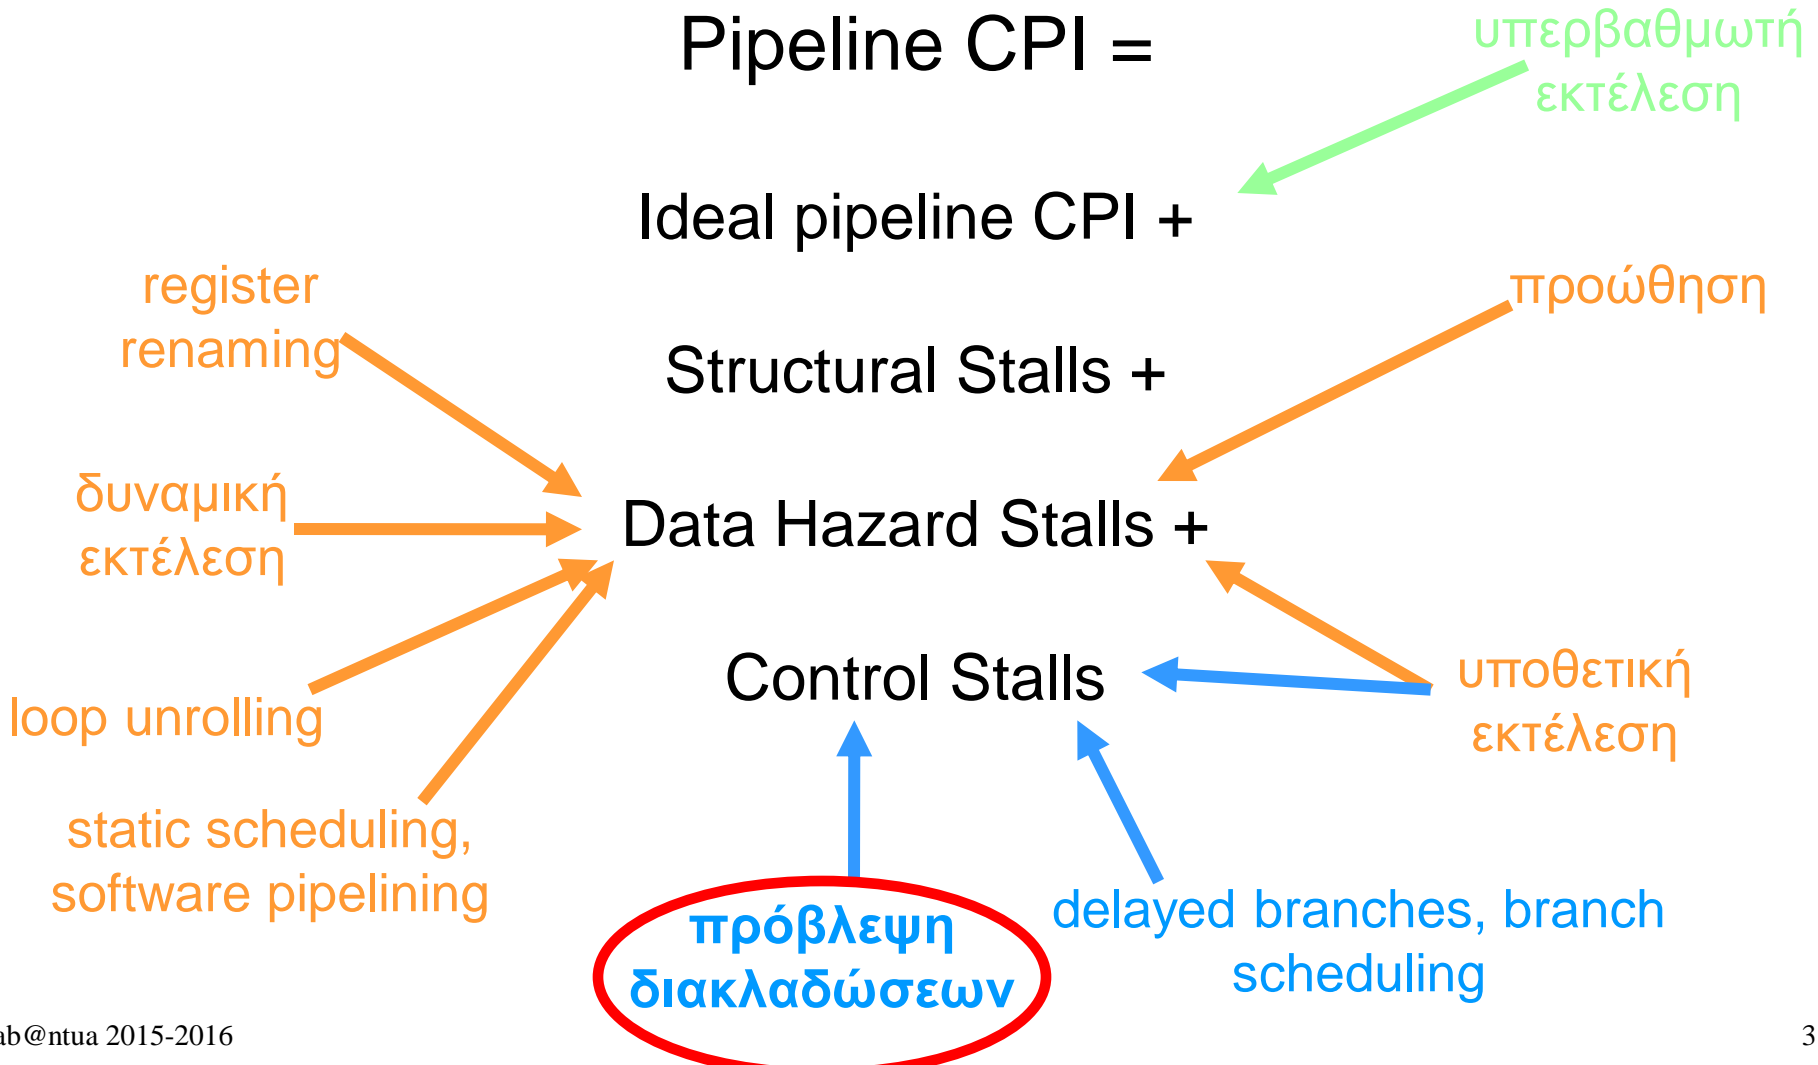 Pipeline CPI =
υπερβαθμωτή
εκτέλεση
Ideal pipeline CPI +
register
renaming
προώθηση
Structural Stalls +
δυναμική
εκτέλεση
Data Hazard Stalls +
Control Stalls
υποθετική
εκτέλεση
loop unrolling
static scheduling,
software pipelining
πρόβλεψη
διακλαδώσεων
delayed branches, branch
scheduling
ab@ntua 2015-2016
3